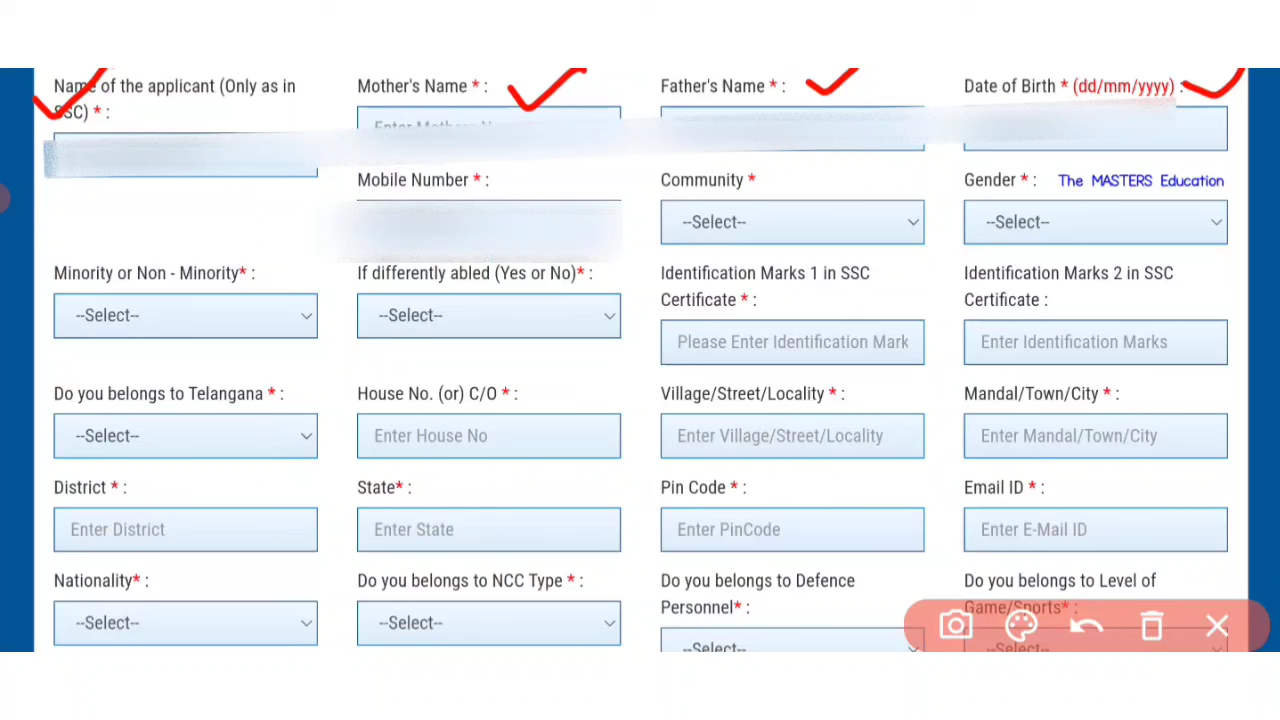 Name of the applicant (Only as in
SSC) * :
Mother's Name * :
Father's Name * :
Date of Birth * (dd/mm/yyyy) :
Mobile Number * :
Community *
--Select--
Gender * :
The MASTERS Education
--Select--
Minority or Non - Minority* :
--Select--
If differently abled (Yes or No)* :
--Select--
Identification Marks 1 in SSC
Certificate * :
Please Enter Identification Mark
Identification Marks 2 in SSC
Certificate :
Enter Identification Marks
Do you belongs to Telangana * :
--Select--
House No. (or) C/O * :
Enter House No
Village/Street/Locality * :
Enter Village/Street/Locality
Mandal/Town/City * :
Enter Mandal/Town/City
District * :
Enter District
State* :
Enter State
Pin Code * :
Enter PinCode
Email ID * :
Enter E-Mail ID
Nationality* :
--Select--
Do you belongs to NCC Type * :
--Select--
Do you belongs to Defence
Personnel* :
--Select--
Do you belongs to Level of
Game/Sports* :
--Select--